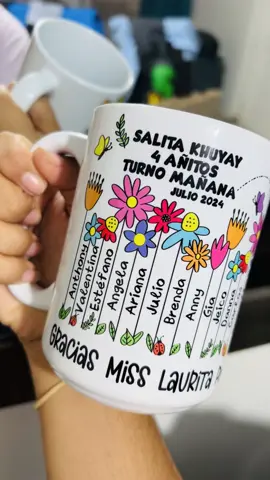 SALITA KHUYAY
4 AÑITOS
TURNO MAÑANA
JULIO 2024
Anthony
Valentina
Estéfano
Angela
Ariana
Julio
Brenda
Anny
Gia
Jeico
GRACIAS MISS LAURITA